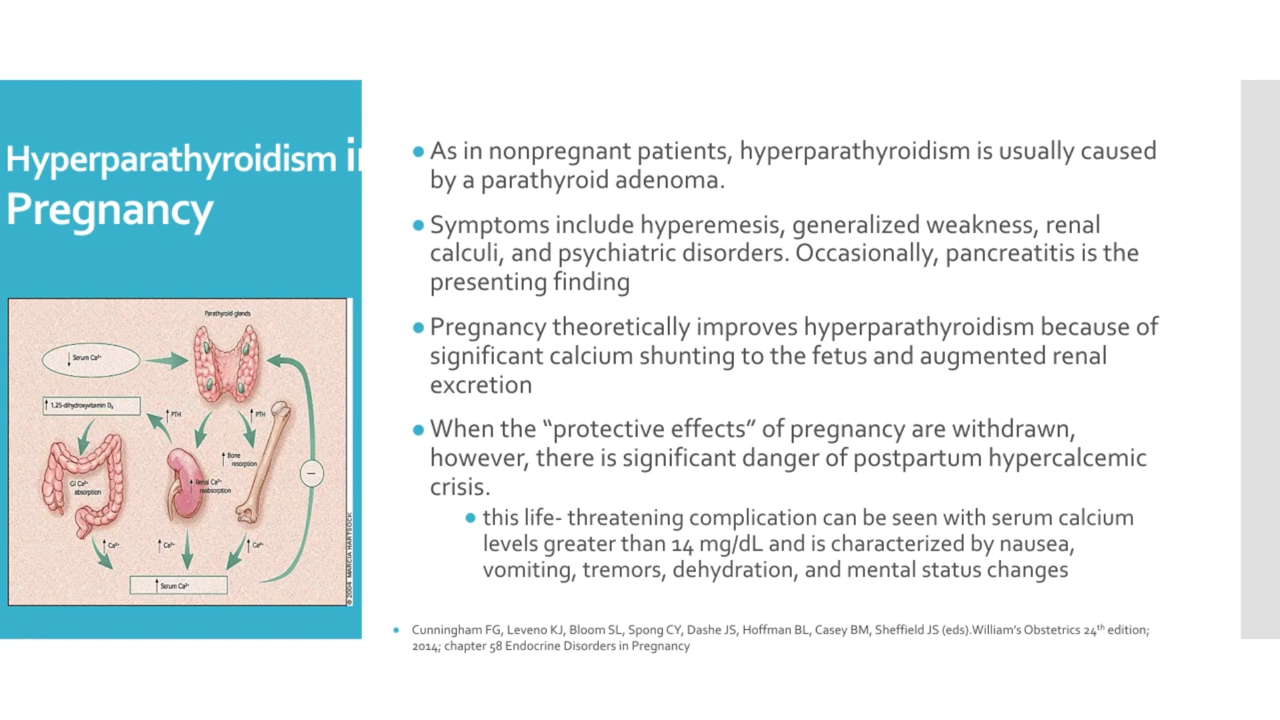 Hyperparathyroidism in
Pregnancy
Parathyroid glands
↓ Serum Ca²⁺
↑ 1,25-dihydroxyvitamin D₃
↑ PTH
↑ PTH
↑ Bone
resorption
GI Ca²⁺
absorption
↑ Renal Ca²⁺
reabsorption
−
↑ Ca²⁺
↑ Ca²⁺
↑ Ca²⁺
↑ Serum Ca²⁺
© 2004 MARCIA HARTSOCK
● As in nonpregnant patients, hyperparathyroidism is usually caused
by a parathyroid adenoma.
● Symptoms include hyperemesis, generalized weakness, renal
calculi, and psychiatric disorders. Occasionally, pancreatitis is the
presenting finding
● Pregnancy theoretically improves hyperparathyroidism because of
significant calcium shunting to the fetus and augmented renal
excretion
● When the “protective effects” of pregnancy are withdrawn,
however, there is significant danger of postpartum hypercalcemic
crisis.
● this life- threatening complication can be seen with serum calcium
levels greater than 14 mg/dL and is characterized by nausea,
vomiting, tremors, dehydration, and mental status changes
● Cunningham FG, Leveno KJ, Bloom SL, Spong CY, Dashe JS, Hoffman BL, Casey BM, Sheffield JS (eds).William’s Obstetrics 24th edition;
2014; chapter 58 Endocrine Disorders in Pregnancy